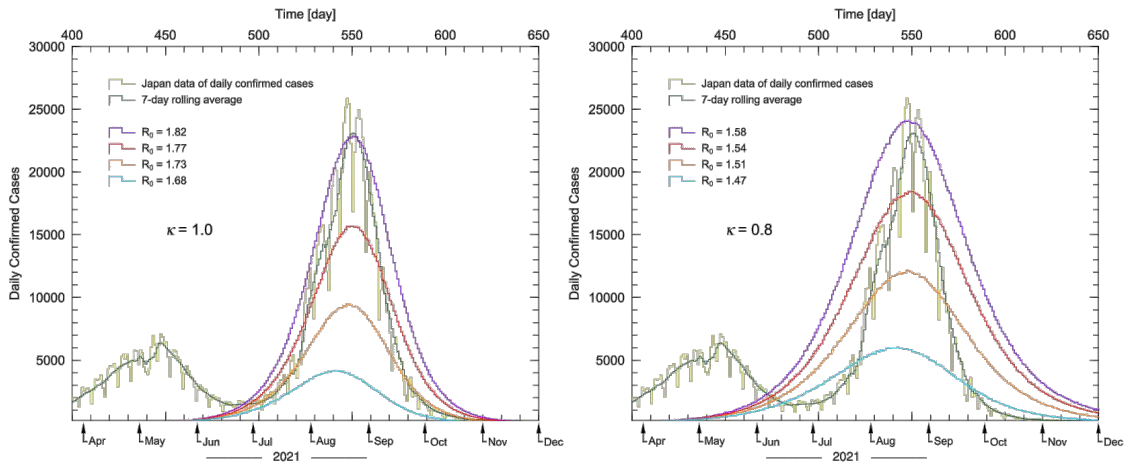 Time [day]
400 450 500 550 600 650
30000
25000
20000
15000
10000
5000
Daily Confirmed Cases
Japan data of daily confirmed cases
7-day rolling average
R0 = 1.82
R0 = 1.77
R0 = 1.73
R0 = 1.68
κ = 1.0
Apr May Jun Jul Aug Sep Oct Nov Dec
2021
Time [day]
400 450 500 550 600 650
30000
25000
20000
15000
10000
5000
Daily Confirmed Cases
Japan data of daily confirmed cases
7-day rolling average
R0 = 1.58
R0 = 1.54
R0 = 1.51
R0 = 1.47
κ = 0.8
Apr May Jun Jul Aug Sep Oct Nov Dec
2021